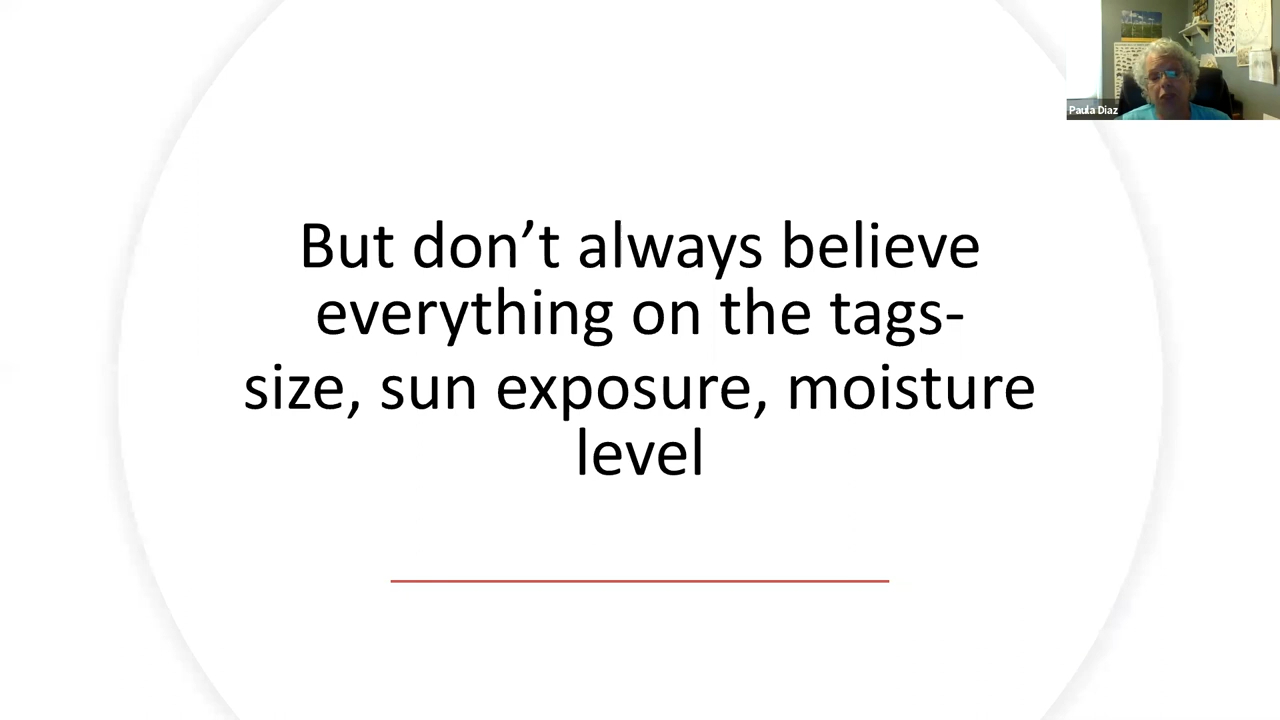 Paula Diaz
But don’t always believe
everything on the tags-
size, sun exposure, moisture
level